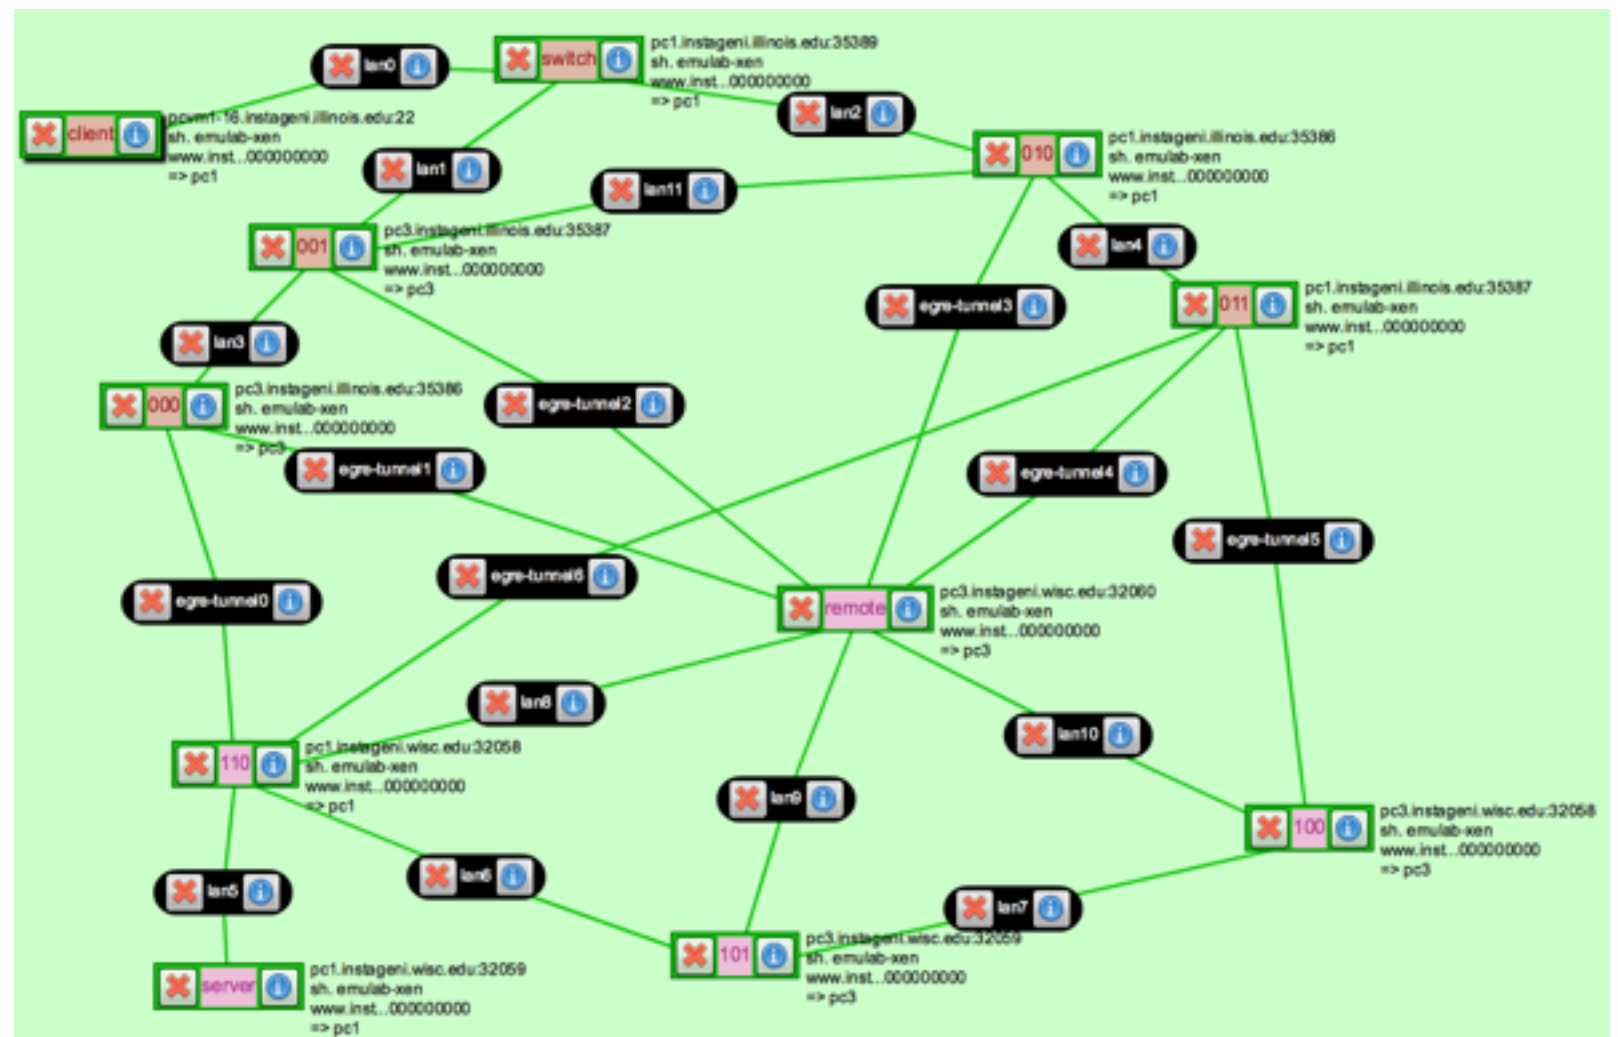 lan0
switch
pc1.instageni.illinois.edu:35389
sh. emulab-xen
www.inst...000000000
=> pc1
client
pcvm1-16.instageni.illinois.edu:22
sh. emulab-xen
www.inst...000000000
=> pc1
lan2
010
pc1.instageni.illinois.edu:35386
sh. emulab-xen
www.inst...000000000
=> pc1
lan1
lan11
001
pc3.instageni.illinois.edu:35387
sh. emulab-xen
www.inst...000000000
=> pc3
lan4
egre-tunnel3
011
pc1.instageni.illinois.edu:35387
sh. emulab-xen
www.inst...000000000
=> pc1
lan3
000
pc3.instageni.illinois.edu:35386
sh. emulab-xen
www.inst...000000000
=> pc3
egre-tunnel2
egre-tunnel1
egre-tunnel4
egre-tunnel5
egre-tunnel6
egre-tunnel0
remote
pc3.instageni.wisc.edu:32060
sh. emulab-xen
www.inst...000000000
=> pc3
lan8
lan10
110
pc1.instageni.wisc.edu:32058
sh. emulab-xen
www.inst...000000000
=> pc1
lan9
100
pc3.instageni.wisc.edu:32058
sh. emulab-xen
www.inst...000000000
=> pc3
lan5
lan6
lan7
101
pc3.instageni.wisc.edu:32059
sh. emulab-xen
www.inst...000000000
=> pc3
server
pc1.instageni.wisc.edu:32059
sh. emulab-xen
www.inst...000000000
=> pc1